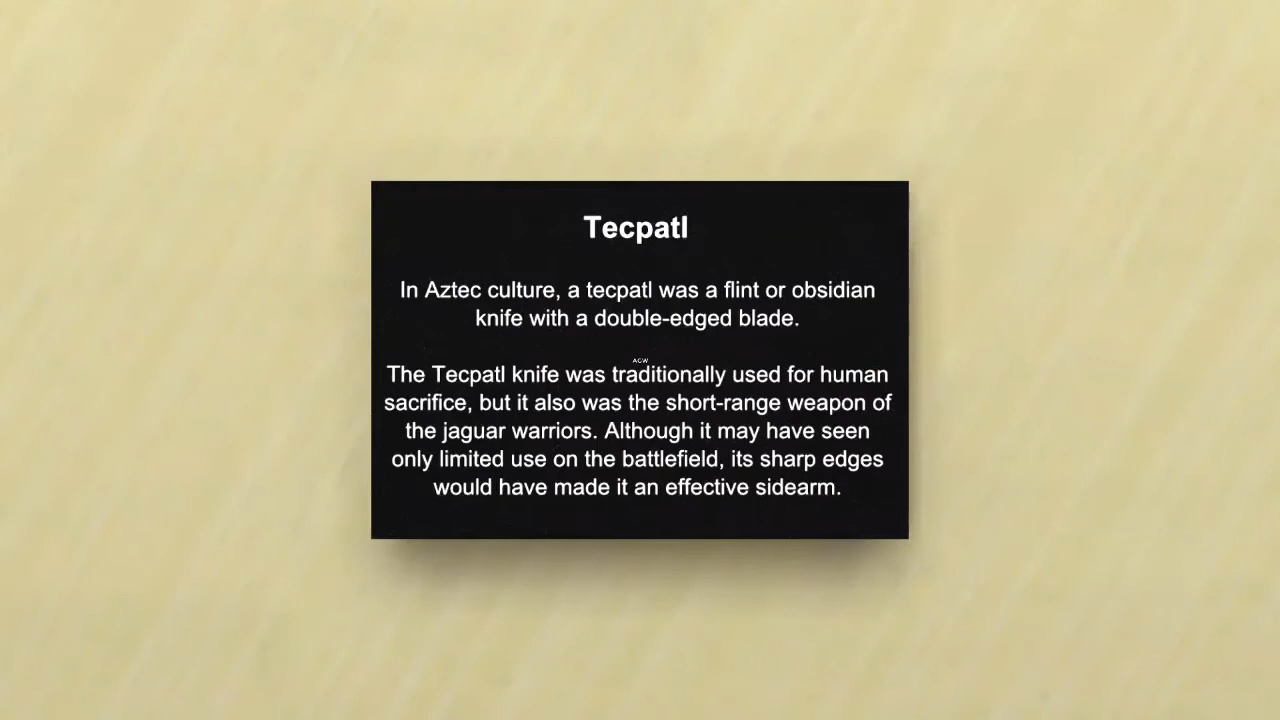 Tecpatl
In Aztec culture, a tecpatl was a flint or obsidian
knife with a double-edged blade.
ACW
The Tecpatl knife was traditionally used for human
sacrifice, but it also was the short-range weapon of
the jaguar warriors. Although it may have seen
only limited use on the battlefield, its sharp edges
would have made it an effective sidearm.